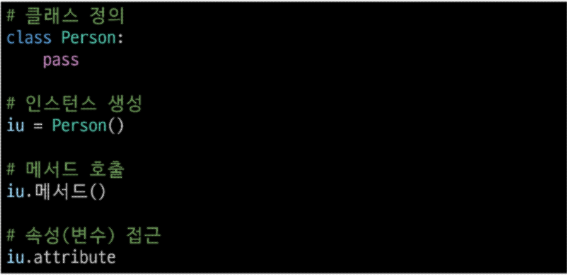 # 클래스 정의
class Person:
    pass
# 인스턴스 생성
iu = Person()
# 메서드 호출
iu.메서드()
# 속성(변수) 접근
iu.attribute